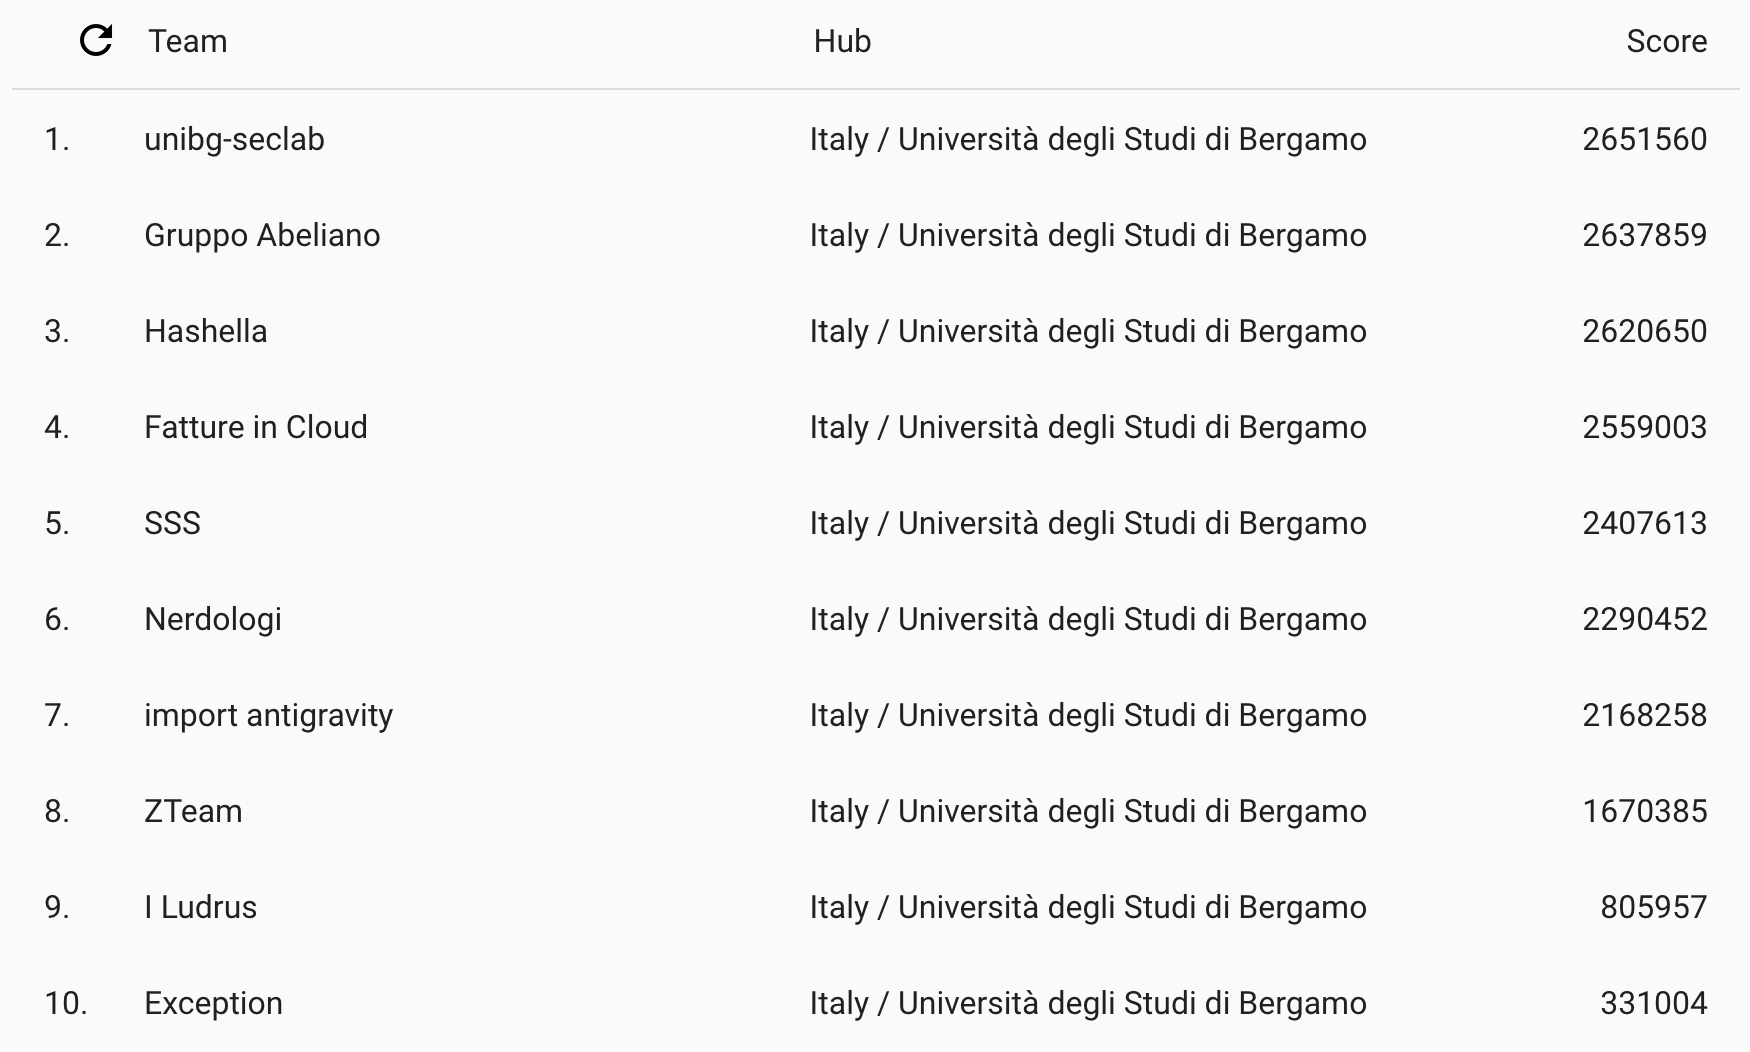 Team Hub Score
1. unibg-seclab Italy / Università degli Studi di Bergamo 2651560
2. Gruppo Abeliano Italy / Università degli Studi di Bergamo 2637859
3. Hashella Italy / Università degli Studi di Bergamo 2620650
4. Fatture in Cloud Italy / Università degli Studi di Bergamo 2559003
5. SSS Italy / Università degli Studi di Bergamo 2407613
6. Nerdologi Italy / Università degli Studi di Bergamo 2290452
7. import antigravity Italy / Università degli Studi di Bergamo 2168258
8. ZTeam Italy / Università degli Studi di Bergamo 1670385
9. I Ludrus Italy / Università degli Studi di Bergamo 805957
10. Exception Italy / Università degli Studi di Bergamo 331004